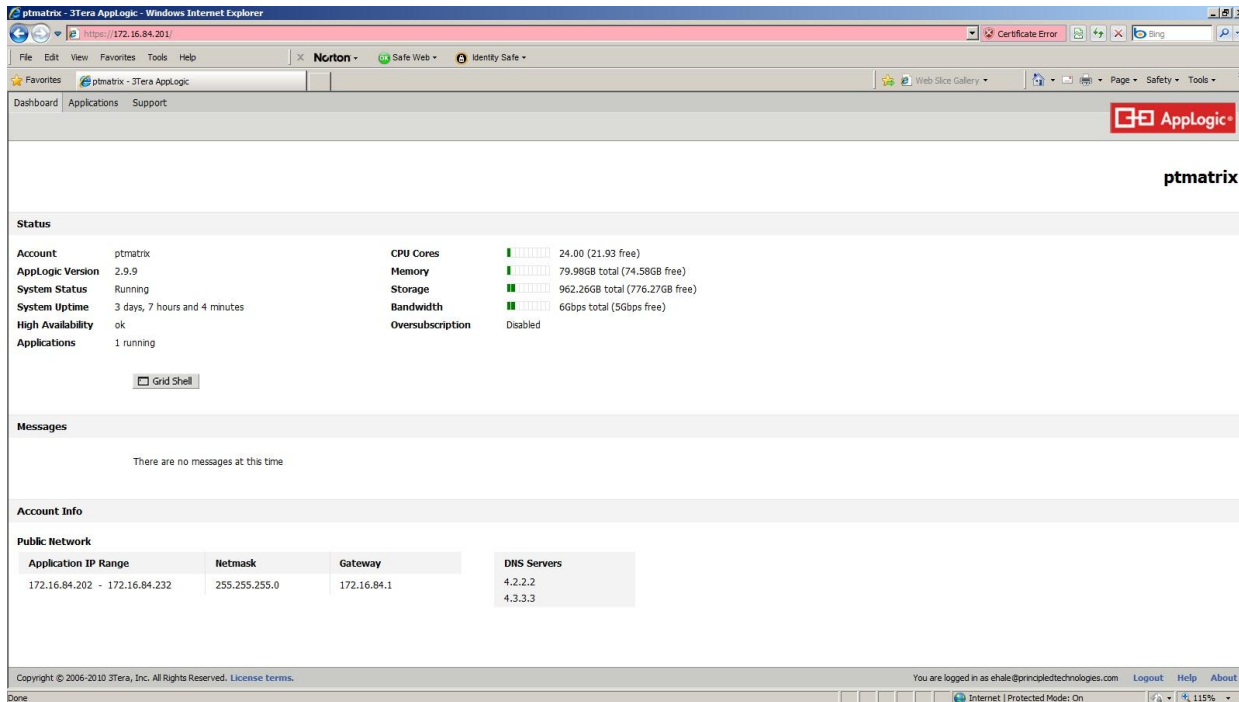 ptmatrix - 3Tera AppLogic - Windows Internet Explorer
https://172.16.84.201/
Certificate Error
Bing
File Edit View Favorites Tools Help
X Norton - OK Safe Web - Identity Safe -
Favorites ptmatrix - 3Tera AppLogic
Web Slice Gallery
Page Safety Tools
Dashboard Applications Support
AppLogic®
ptmatrix
Status
Account ptmatrix CPU Cores 24.00 (21.93 free)
AppLogic Version 2.9.9 Memory 79.98GB total (74.58GB free)
System Status Running Storage 962.26GB total (776.27GB free)
System Uptime 3 days, 7 hours and 4 minutes Bandwidth 6Gbps total (5Gbps free)
High Availability ok Oversubscription Disabled
Applications 1 running
Grid Shell
Messages
There are no messages at this time
Account Info
Public Network
Application IP Range Netmask Gateway DNS Servers
172.16.84.202 - 172.16.84.232 255.255.255.0 172.16.84.1 4.2.2.2
4.3.3.3
Copyright © 2006-2010 3Tera, Inc. All Rights Reserved. License terms. You are logged in as ehale@principledtechnologies.com Logout Help About
Done Internet | Protected Mode: On 115%